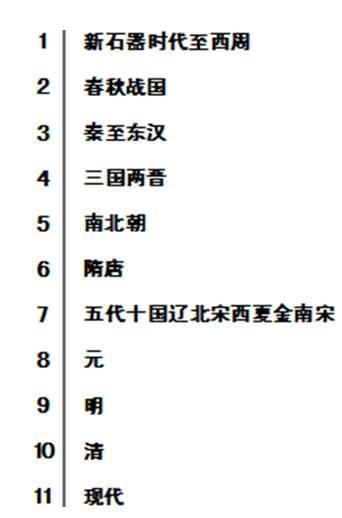 1 新石器时代至西周
2 春秋战国
3 秦至东汉
4 三国两晋
5 南北朝
6 隋唐
7 五代十国辽北宋西夏金南宋
8 元
9 明
10 清
11 现代